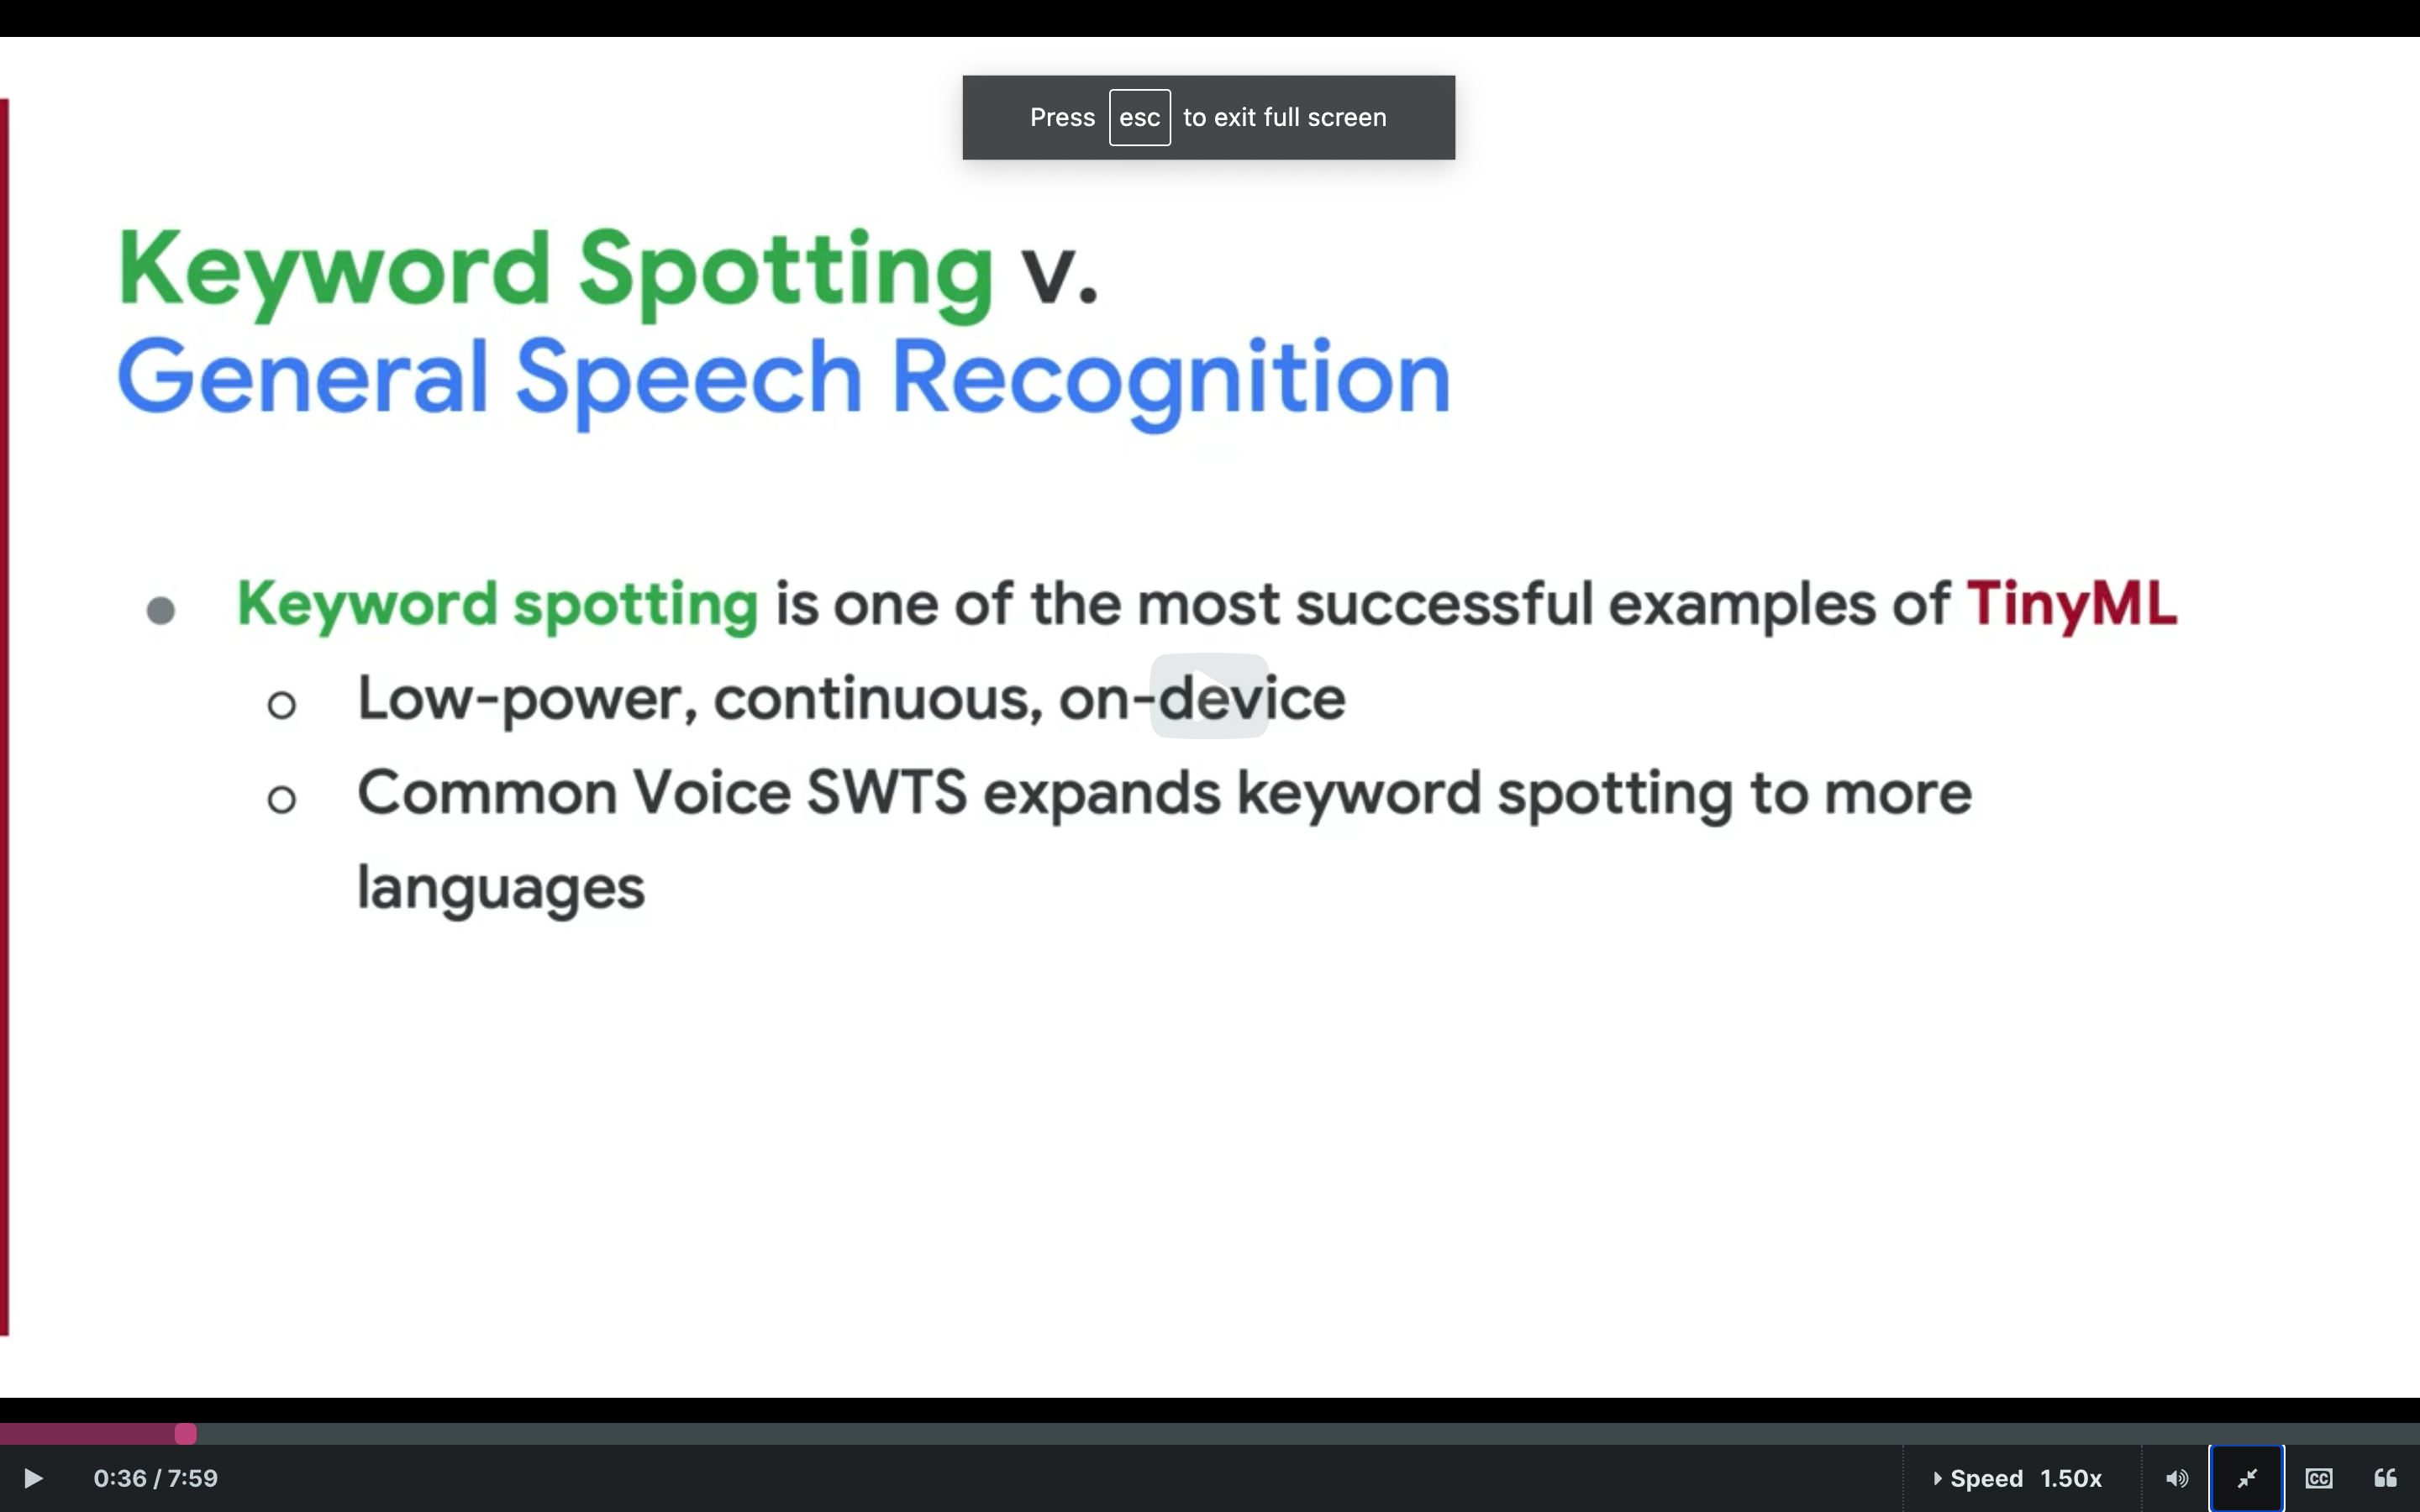 Press esc to exit full screen
Keyword Spotting v.
General Speech Recognition
Keyword spotting is one of the most successful examples of TinyML
Low-power, continuous, on-device
Common Voice SWTS expands keyword spotting to more
languages
0:36 / 7:59
Speed 1.50x
CC